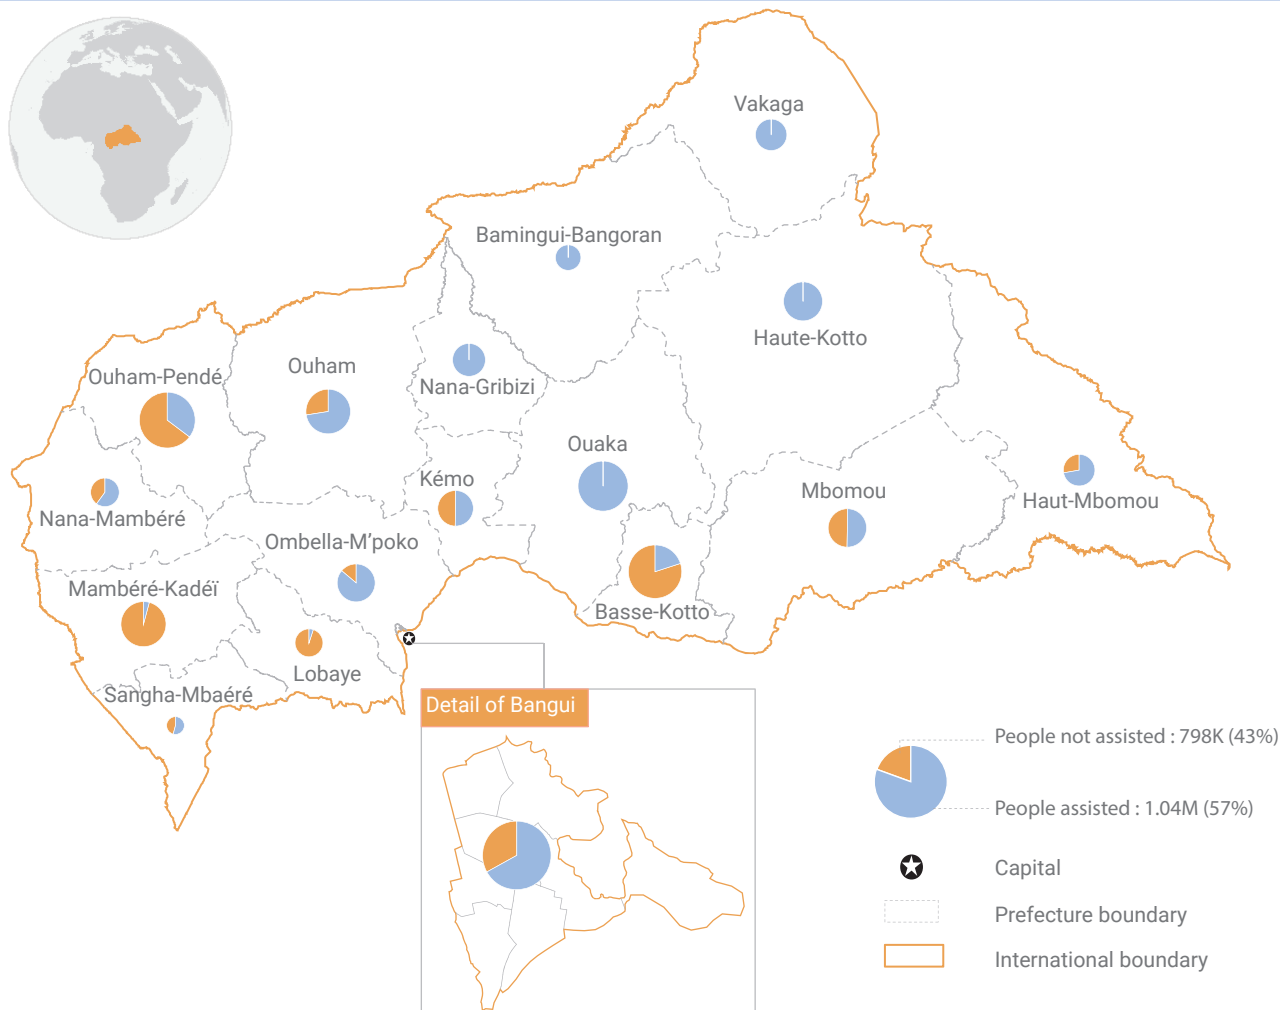 Vakaga
Bamingui-Bangoran
Haute-Kotto
Ouham
Ouham-Pendé
Nana-Gribizi
Ouaka
Kémo
Mbomou
Haut-Mbomou
Nana-Mambéré
Ombella-M’poko
Mambéré-Kadéï
Basse-Kotto
Lobaye
Sangha-Mbaéré
Detail of Bangui
People not assisted : 798K (43%)
People assisted : 1.04M (57%)
Capital
Prefecture boundary
International boundary